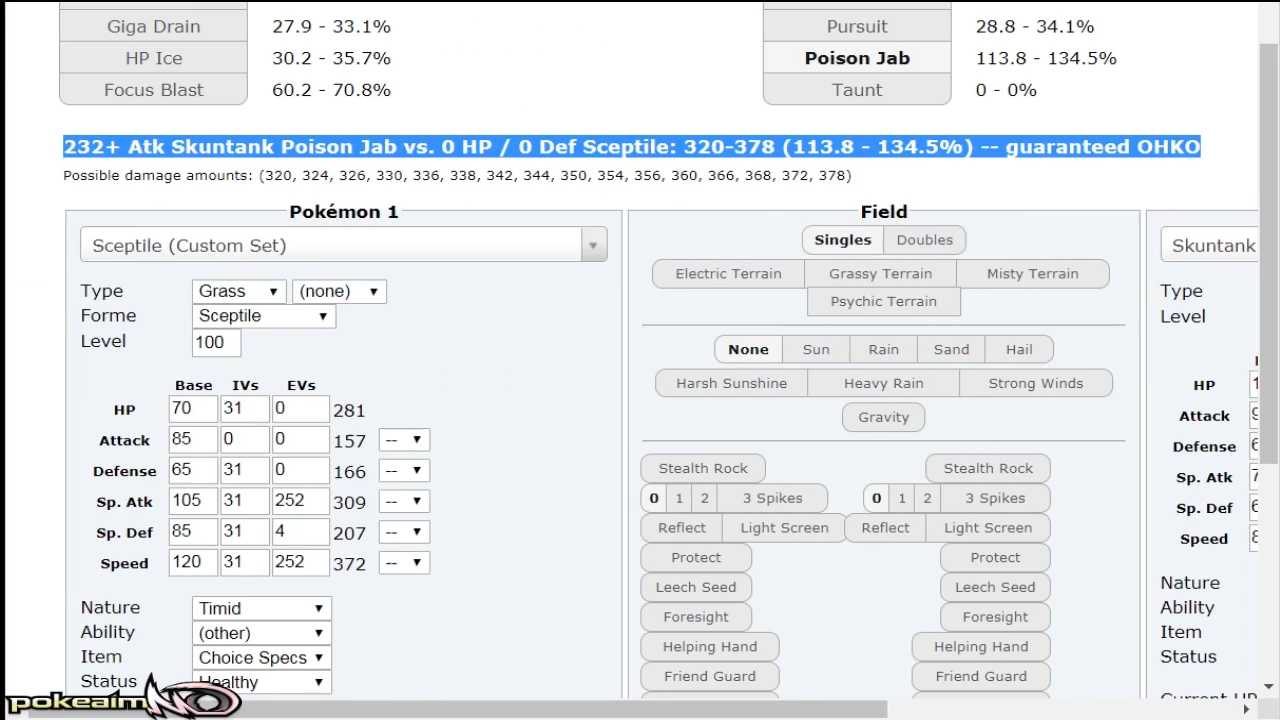 Giga Drain 27.9 - 33.1% Pursuit 28.8 - 34.1%
HP Ice 30.2 - 35.7% Poison Jab 113.8 - 134.5%
Focus Blast 60.2 - 70.8% Taunt 0 - 0%
232+ Atk Skuntank Poison Jab vs. 0 HP / 0 Def Sceptile: 320-378 (113.8 - 134.5%) -- guaranteed OHKO
Possible damage amounts: (320, 324, 326, 330, 336, 338, 342, 344, 350, 354, 356, 360, 366, 368, 372, 378)
Pokémon 1
Sceptile (Custom Set)
Type Grass (none)
Forme Sceptile
Level 100
Base IVs EVs
HP 70 31 0 281
Attack 85 0 0 157 --
Defense 65 31 0 166 --
Sp. Atk 105 31 252 309 --
Sp. Def 85 31 4 207 --
Speed 120 31 252 372 --
Nature Timid
Ability (other)
Item Choice Specs
Status Healthy
Field
Singles Doubles
Electric Terrain Grassy Terrain Misty Terrain
Psychic Terrain
None Sun Rain Sand Hail
Harsh Sunshine Heavy Rain Strong Winds
Gravity
Stealth Rock Stealth Rock
0 1 2 3 Spikes 0 1 2 3 Spikes
Reflect Light Screen Reflect Light Screen
Protect Protect
Leech Seed Leech Seed
Foresight Foresight
Helping Hand Helping Hand
Friend Guard Friend Guard
Skuntank
Type
Level
HP 1
Attack 9
Defense 6
Sp. Atk 7
Sp. Def 6
Speed 8
Nature
Ability
Item
Status
pokeaimMD